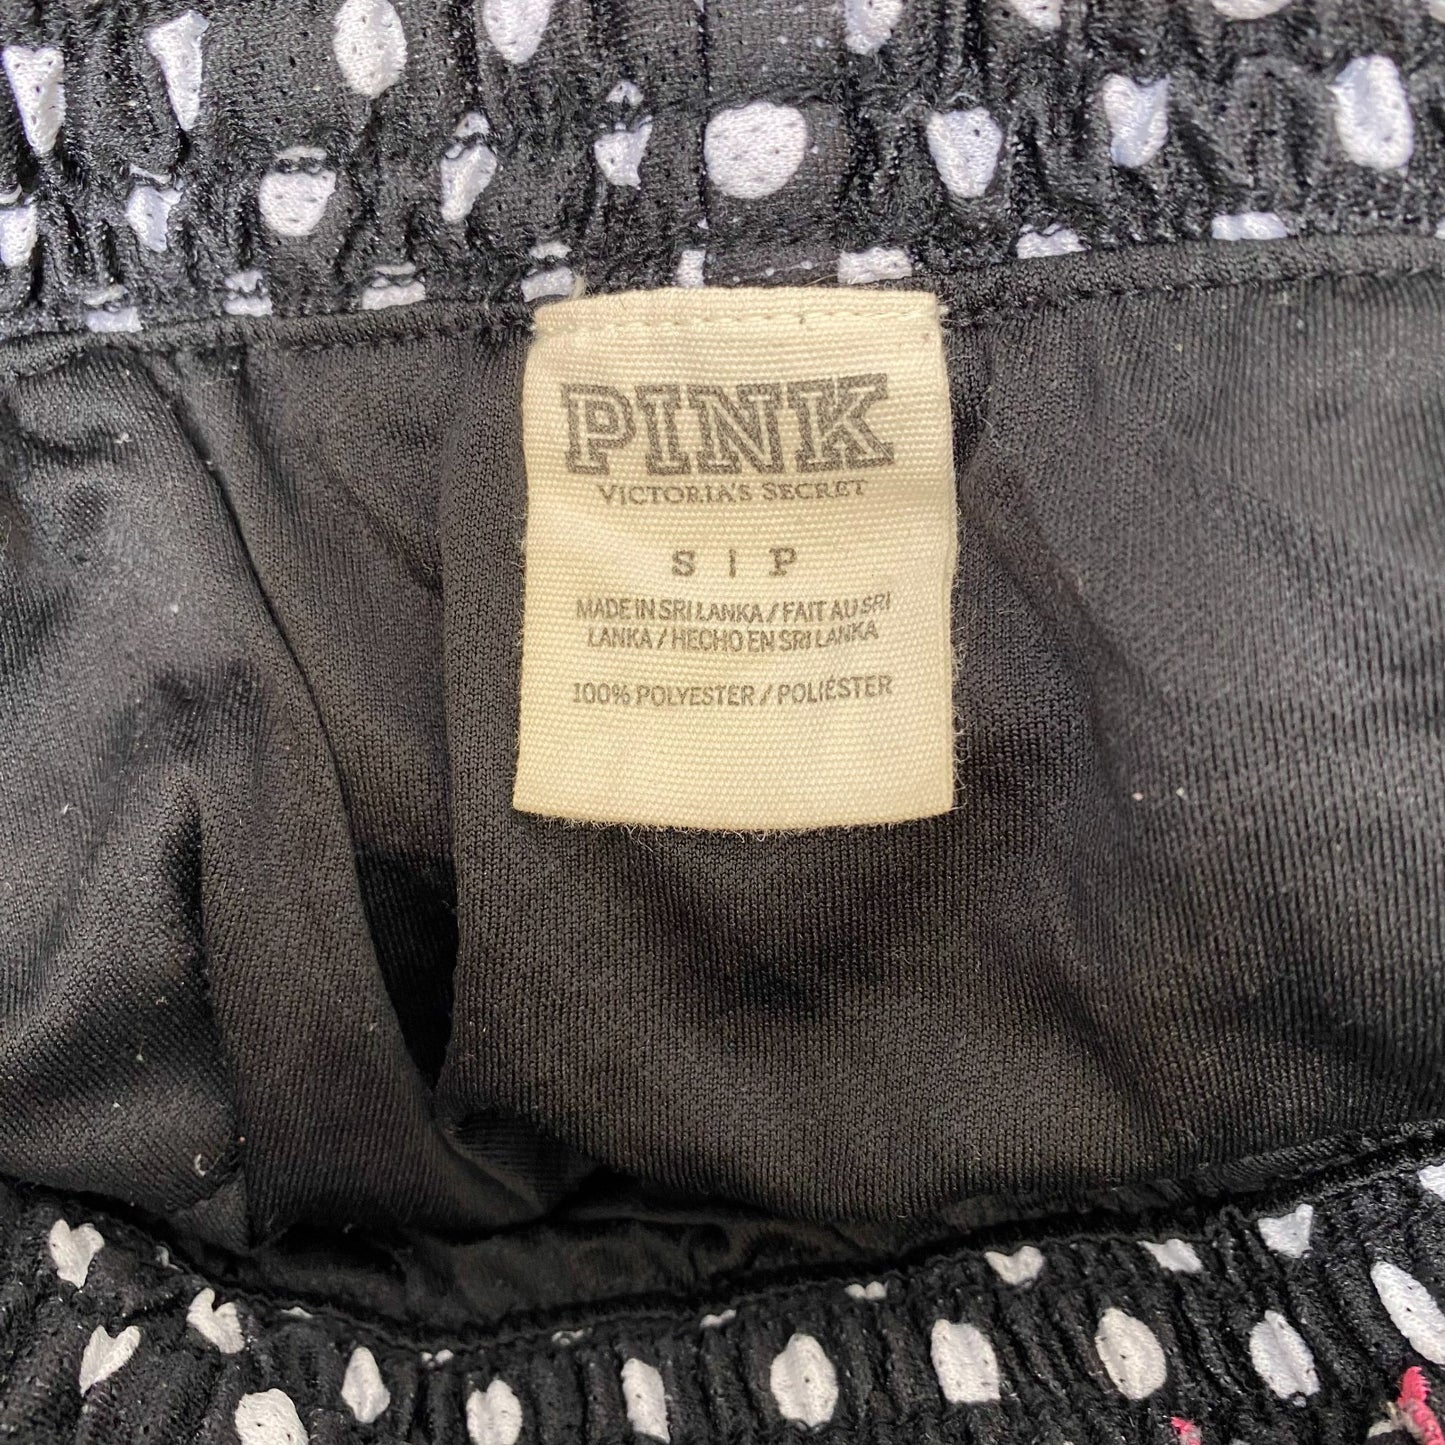 PINK
VICTORIA'S SECRET
S | P
MADE IN SRI LANKA / FAIT AU SRI
LANKA / HECHO EN SRI LANKA
100% POLYESTER / POLIÉSTER